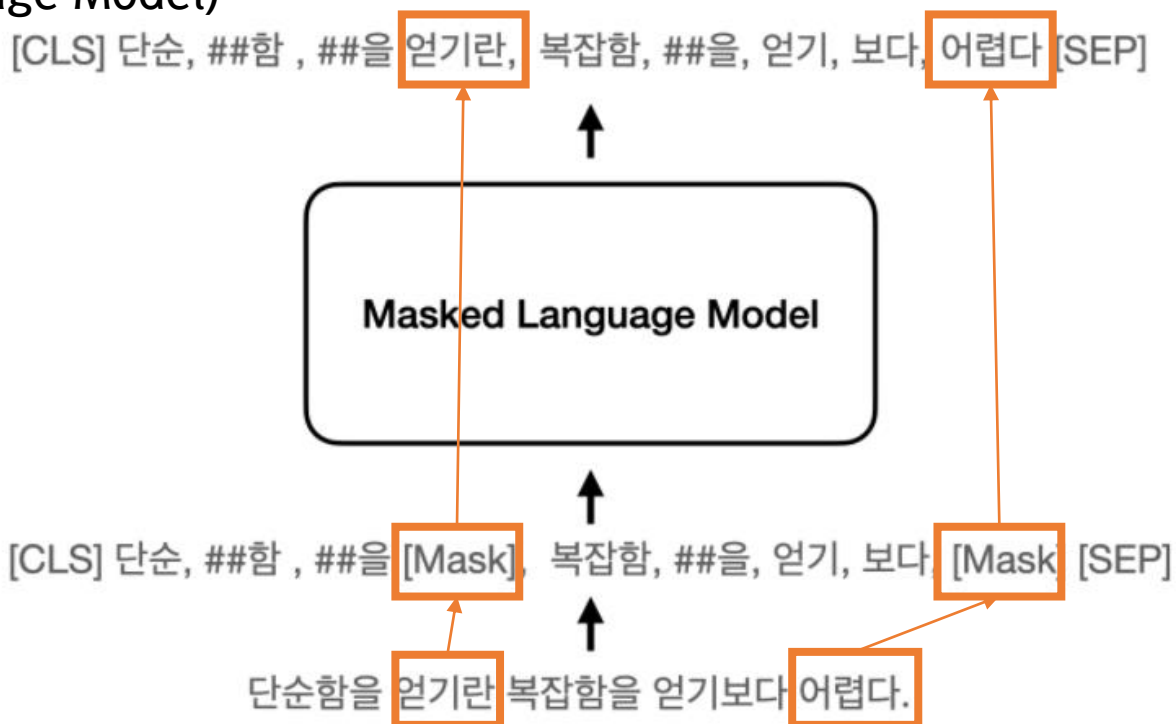 age Model)
[CLS] 단순, ##함 , ##을 얻기란, 복잡함, ##을, 얻기, 보다, 어렵다 [SEP]
Masked Language Model
[CLS] 단순, ##함 , ##을 [Mask], 복잡함, ##을, 얻기, 보다, [Mask] [SEP]
단순함을 얻기란 복잡함을 얻기보다 어렵다.